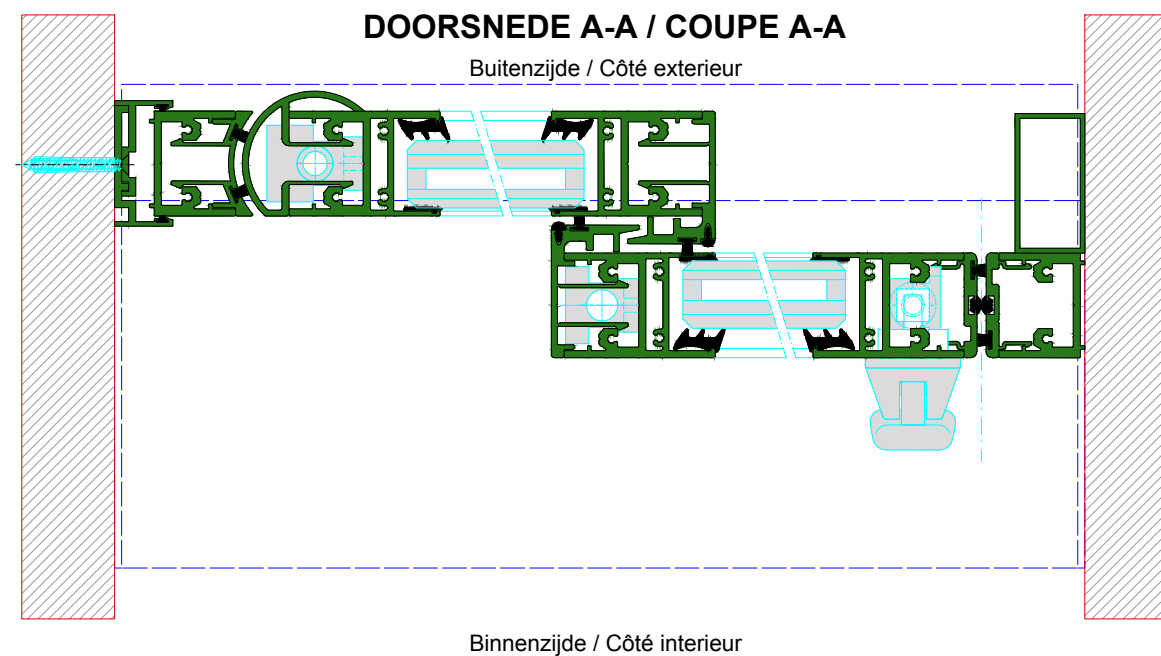 DOORSNEDE A-A / COUPE A-A
Buitenzijde / Côté exterieur
Binnenzijde / Côté interieur